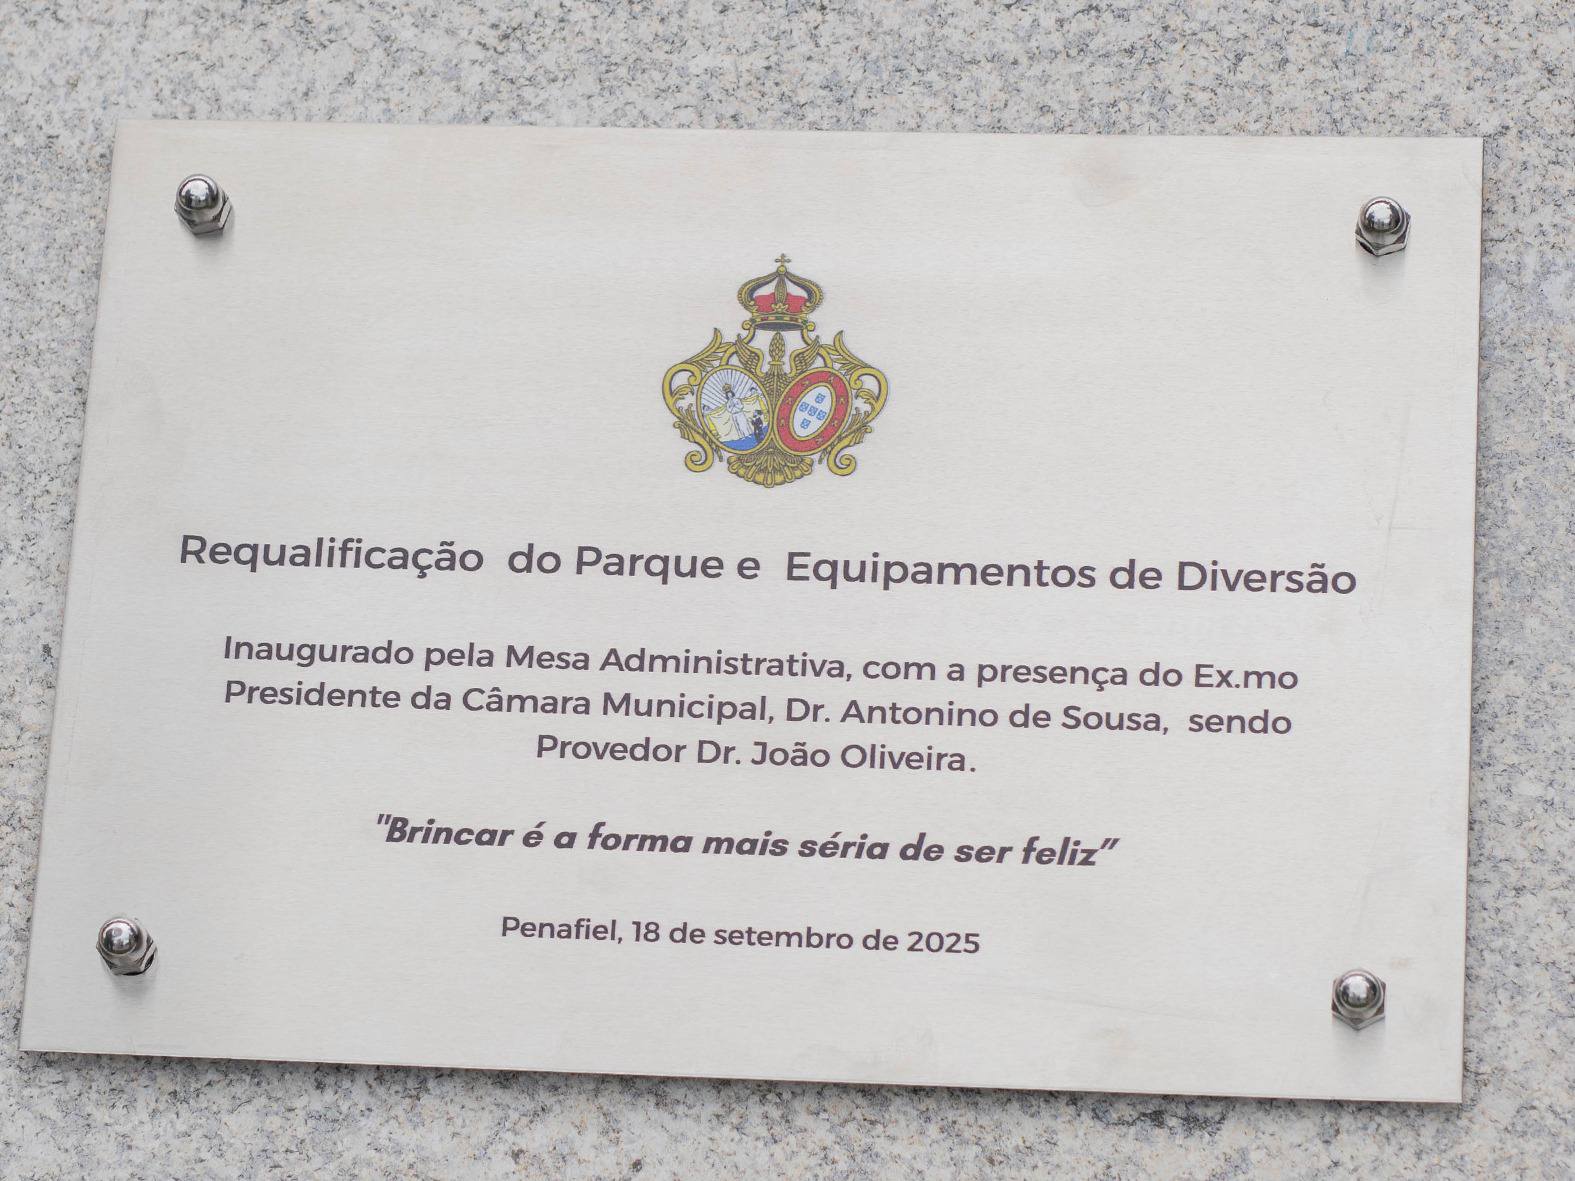 Requalificação do Parque e Equipamentos de Diversão
Inaugurado pela Mesa Administrativa, com a presença do Ex.mo
Presidente da Câmara Municipal, Dr. Antonino de Sousa, sendo
Provedor Dr. João Oliveira.
"Brincar é a forma mais séria de ser feliz”
Penafiel, 18 de setembro de 2025